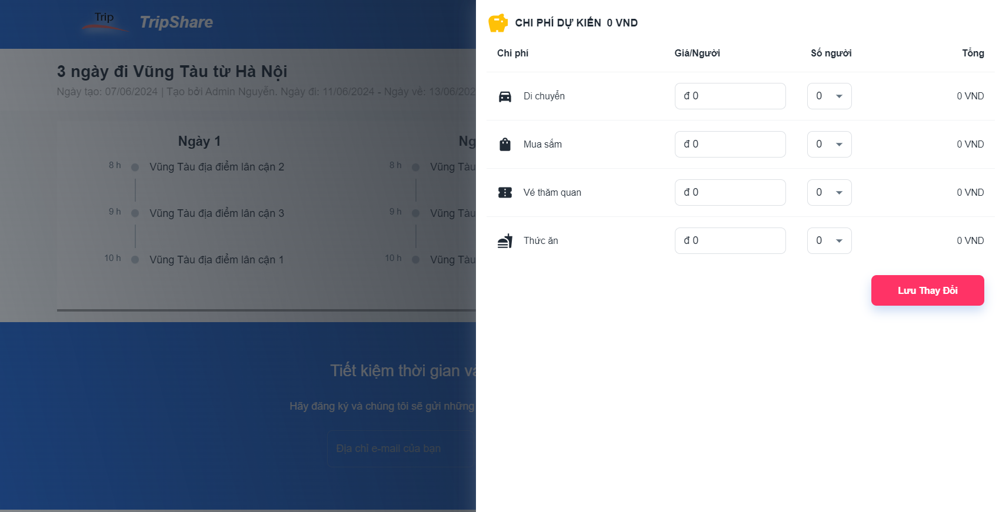 Trip
TripShare
3 ngày đi Vũng Tàu từ Hà Nội
Ngày tạo: 07/06/2024 | Tạo bởi Admin Nguyễn. Ngày đi: 11/06/2024 - Ngày về: 13/06/202
Ngày 1
Ng
8 h
Vũng Tàu địa điểm lân cận 2
8 h
Vũng Tàu
9 h
Vũng Tàu địa điểm lân cận 3
9 h
Vũng Tàu
10 h
Vũng Tàu địa điểm lân cận 1
10 h
Vũng Tàu
Tiết kiệm thời gian và
Hãy đăng ký và chúng tôi sẽ gửi những
Địa chỉ e-mail của bạn
CHI PHÍ DỰ KIẾN 0 VND
Chi phí Giá/Người Số người Tổng
Di chuyển đ 0 0 0 VND
Mua sắm đ 0 0 0 VND
Vé thăm quan đ 0 0 0 VND
Thức ăn đ 0 0 0 VND
Lưu Thay Đổi